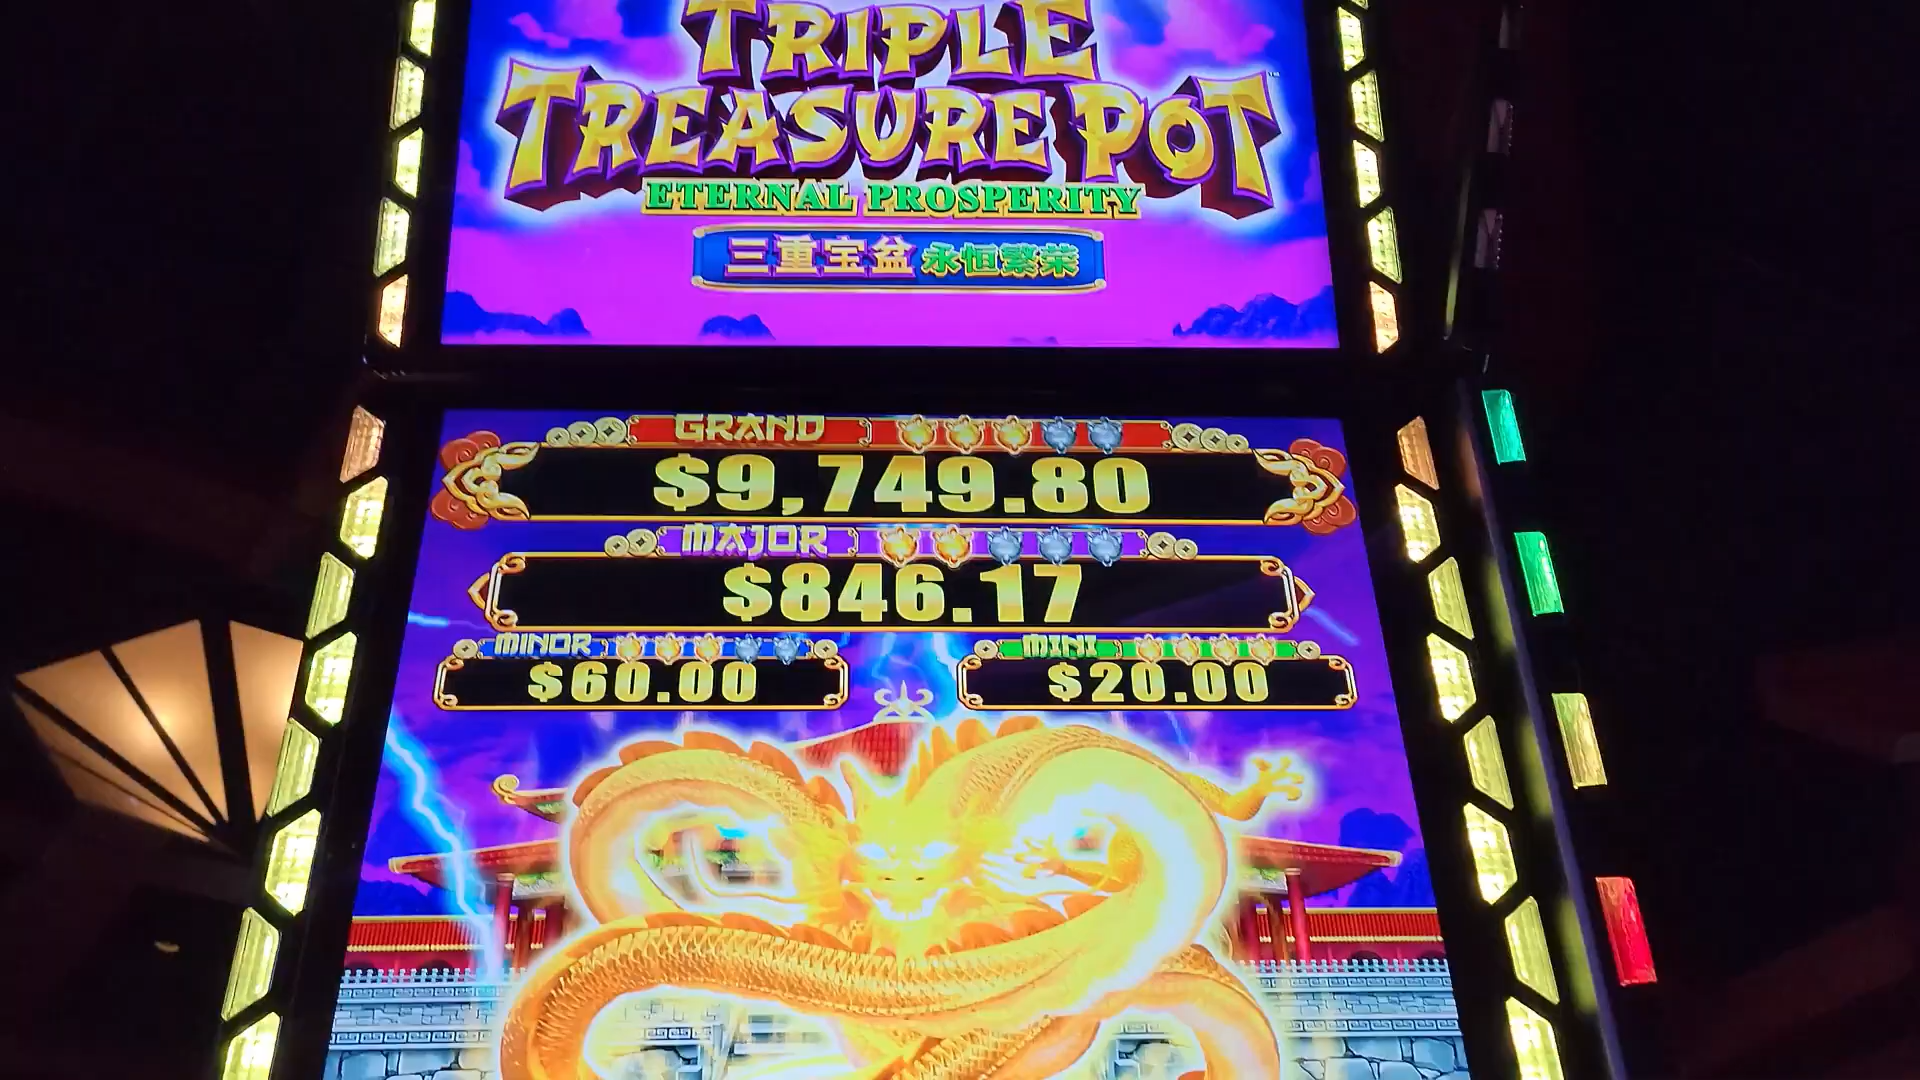 TRIPLE
TREASURE POT™
ETERNAL PROSPERITY
三重宝盆 永恒繁荣
GRAND
$9,749.80
MAJOR
$846.17
MINOR
$60.00
MINI
$20.00